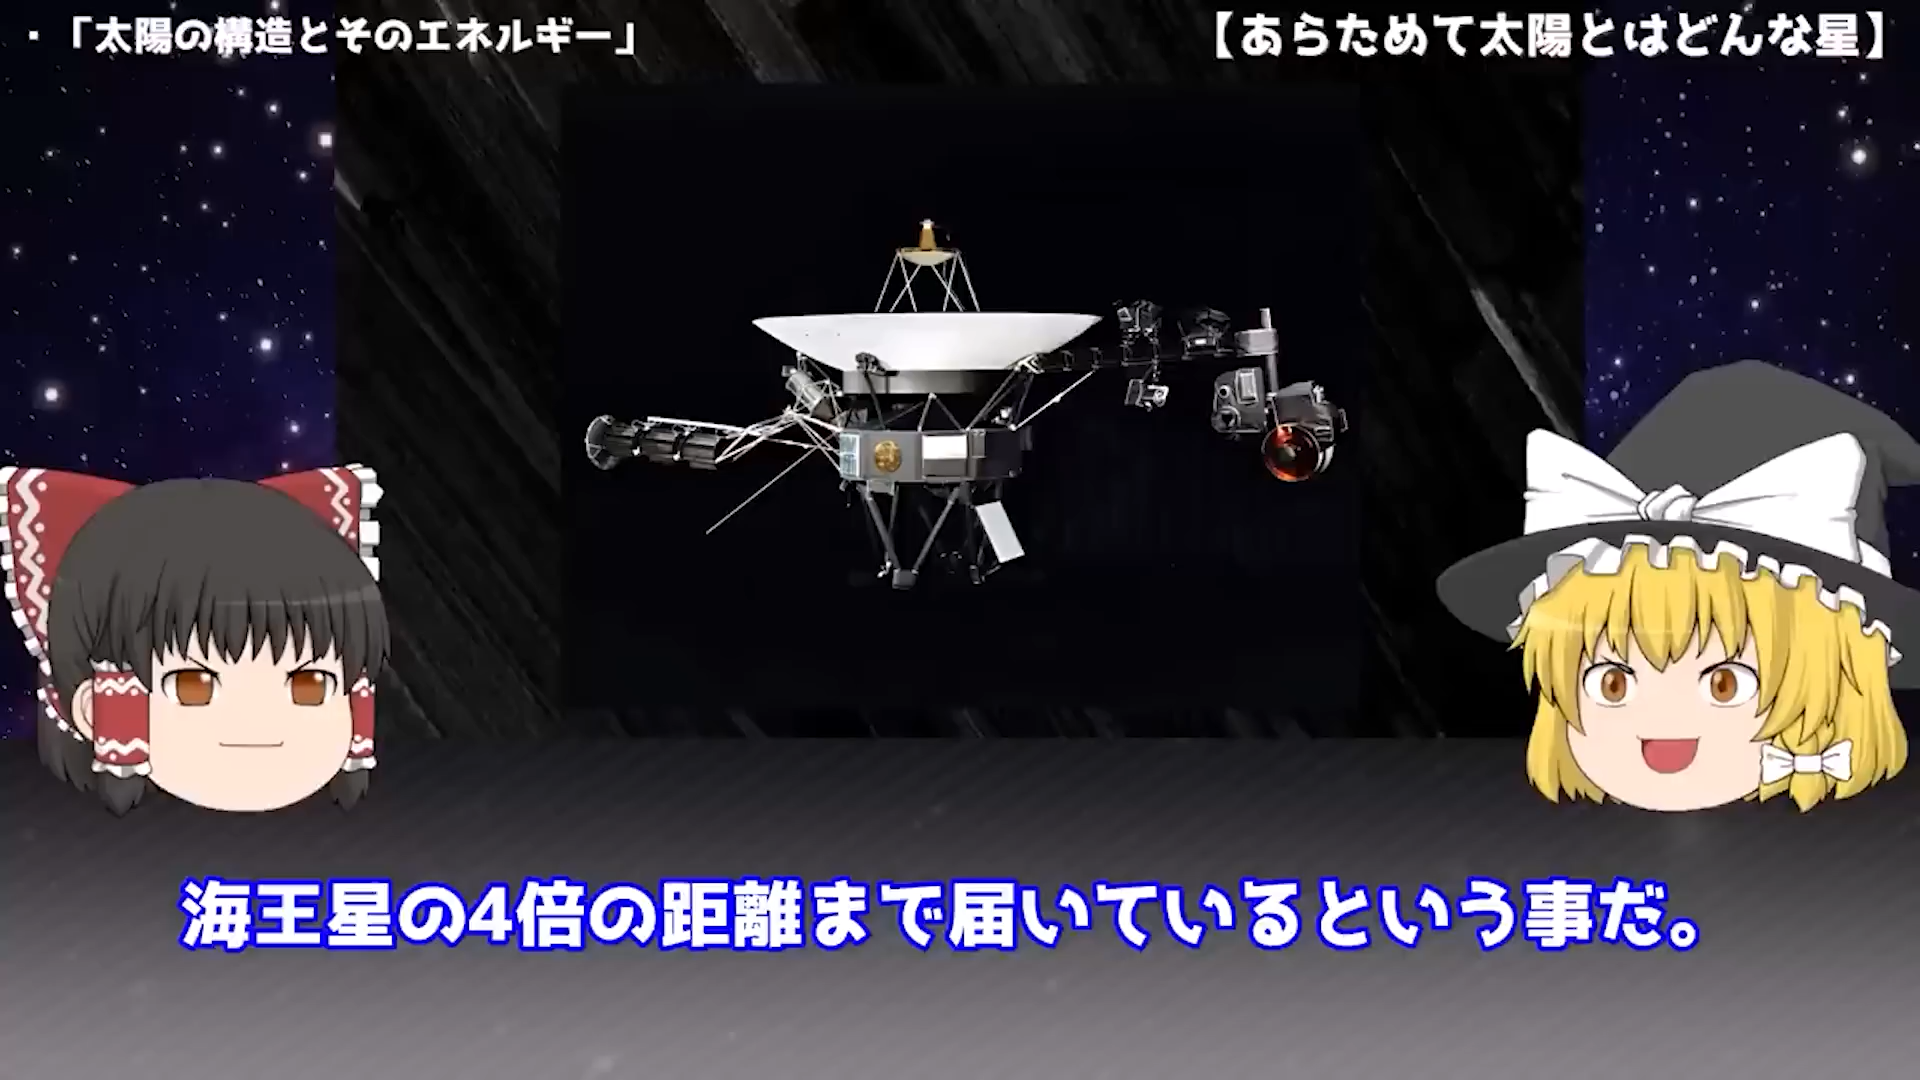 ・「太陽の構造とそのエネルギー」
【あらためて太陽とはどんな星】
海王星の4倍の距離まで届いているという事だ。